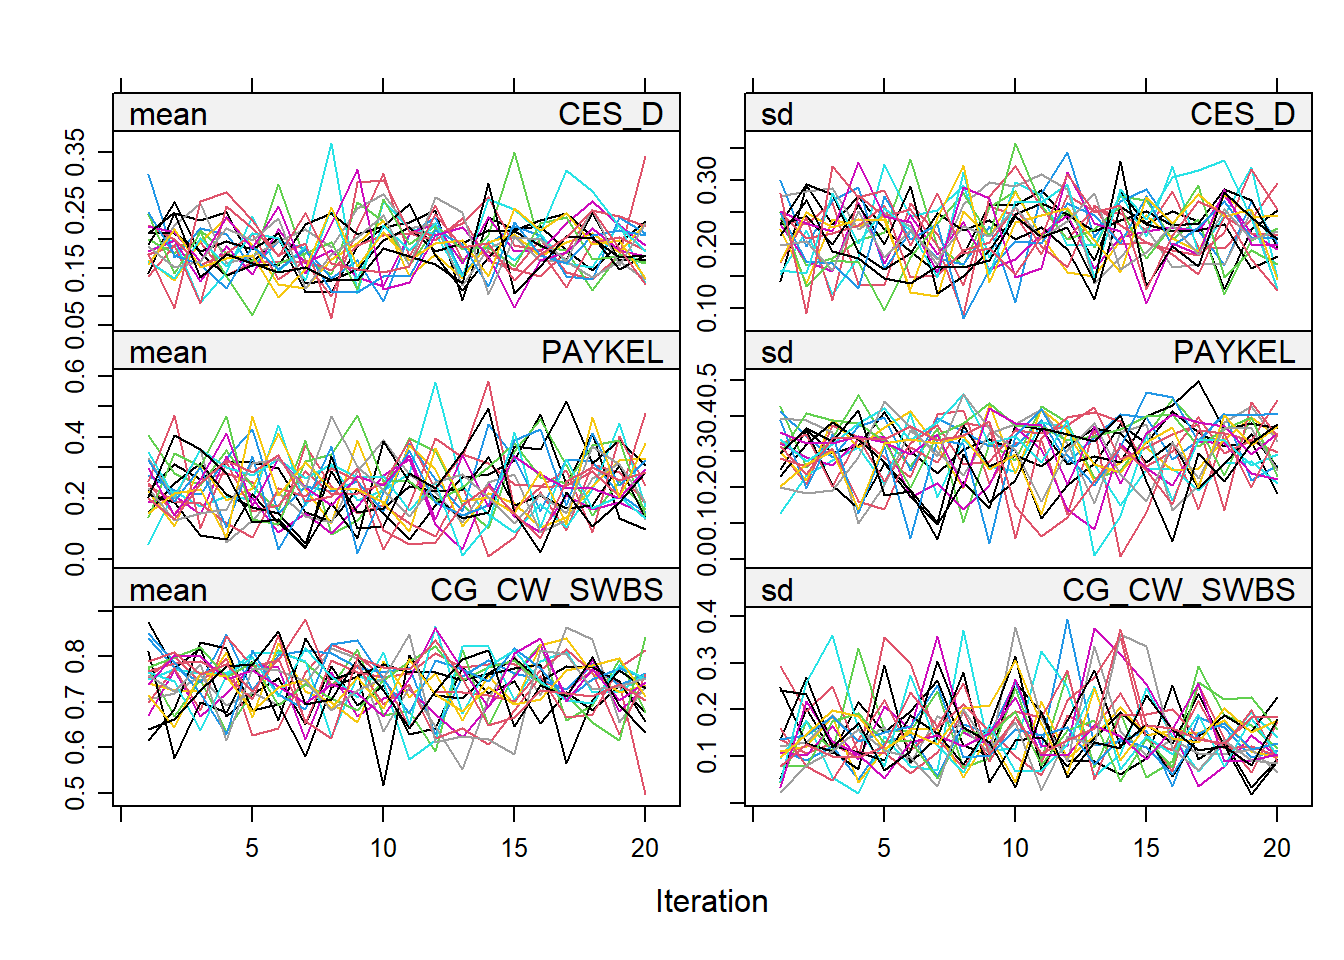 mean CES_D
sd CES_D
0.05 0.15 0.25 0.35
0.10 0.20 0.30
mean PAYKEL
sd PAYKEL
0.0 0.2 0.4 0.6
0.00.10.20.30.40.5
mean CG_CW_SWBS
sd CG_CW_SWBS
0.5 0.6 0.7 0.8
0.1 0.2 0.3 0.4
5 10 15 20
5 10 15 20
Iteration